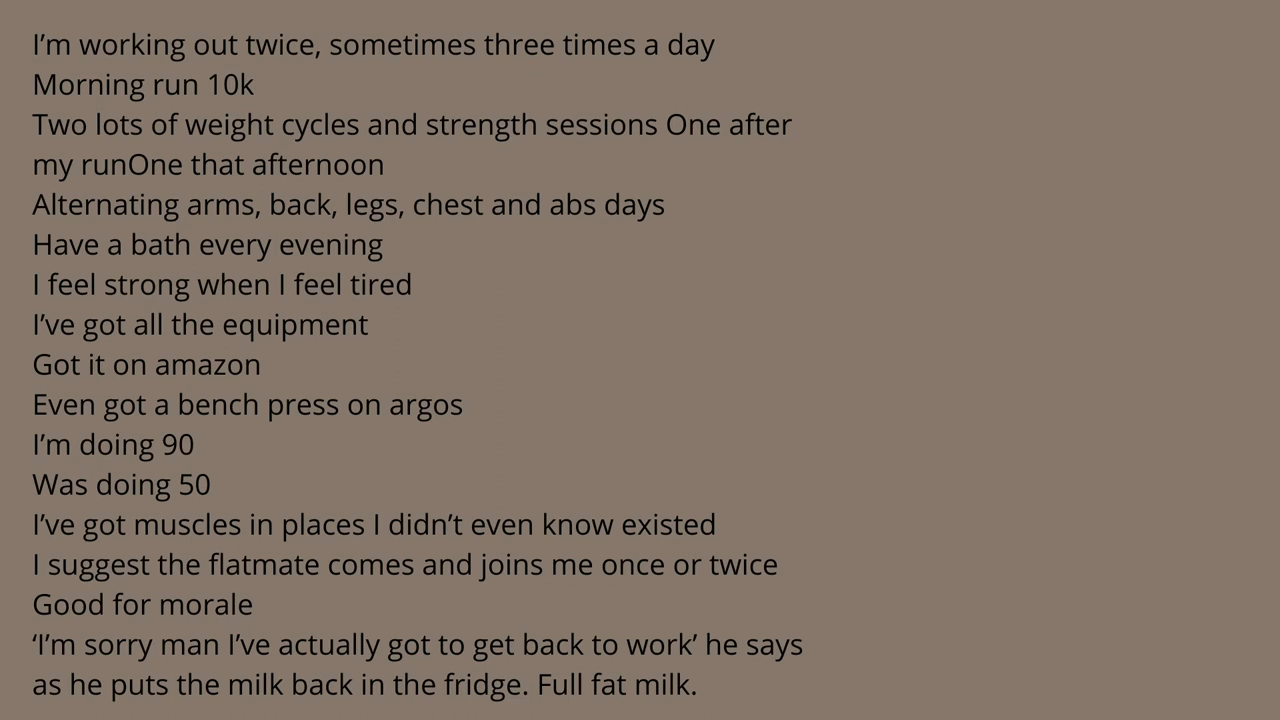 I’m working out twice, sometimes three times a day
Morning run 10k
Two lots of weight cycles and strength sessions One after
my runOne that afternoon
Alternating arms, back, legs, chest and abs days
Have a bath every evening
I feel strong when I feel tired
I’ve got all the equipment
Got it on amazon
Even got a bench press on argos
I’m doing 90
Was doing 50
I’ve got muscles in places I didn’t even know existed
I suggest the flatmate comes and joins me once or twice
Good for morale
‘I’m sorry man I’ve actually got to get back to work’ he says
as he puts the milk back in the fridge. Full fat milk.